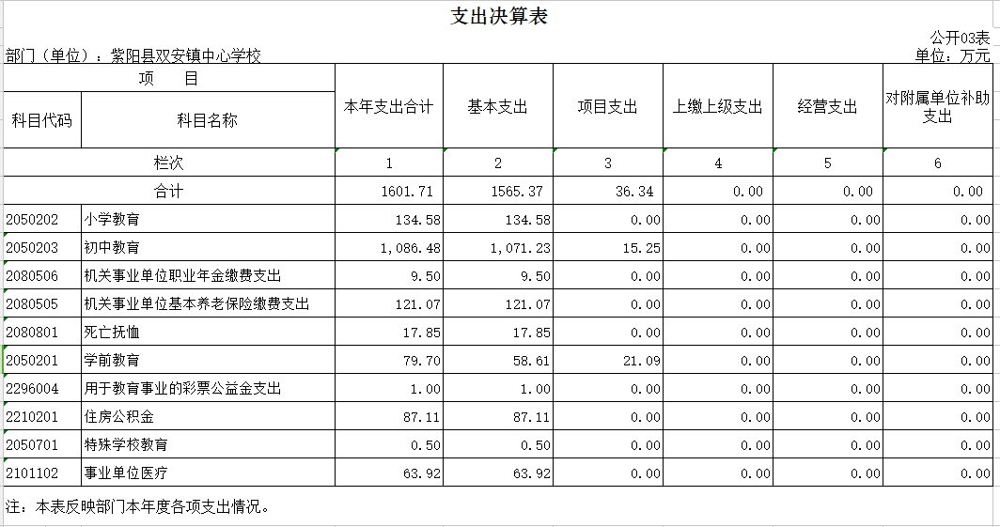 支出决算表
公开03表
部门（单位）：紫阳县双安镇中心学校 单位：万元
项 目 本年支出合计 基本支出 项目支出 上缴上级支出 经营支出 对附属单位补助支出
科目代码 科目名称
栏次 1 2 3 4 5 6
合计 1601.71 1565.37 36.34 0.00 0.00 0.00
2050202 小学教育 134.58 134.58 0.00 0.00 0.00 0.00
2050203 初中教育 1,086.48 1,071.23 15.25 0.00 0.00 0.00
2080506 机关事业单位职业年金缴费支出 9.50 9.50 0.00 0.00 0.00 0.00
2080505 机关事业单位基本养老保险缴费支出 121.07 121.07 0.00 0.00 0.00 0.00
2080801 死亡抚恤 17.85 17.85 0.00 0.00 0.00 0.00
2050201 学前教育 79.70 58.61 21.09 0.00 0.00 0.00
2296004 用于教育事业的彩票公益金支出 1.00 1.00 0.00 0.00 0.00 0.00
2210201 住房公积金 87.11 87.11 0.00 0.00 0.00 0.00
2050701 特殊学校教育 0.50 0.50 0.00 0.00 0.00 0.00
2101102 事业单位医疗 63.92 63.92 0.00 0.00 0.00 0.00
注：本表反映部门本年度各项支出情况。